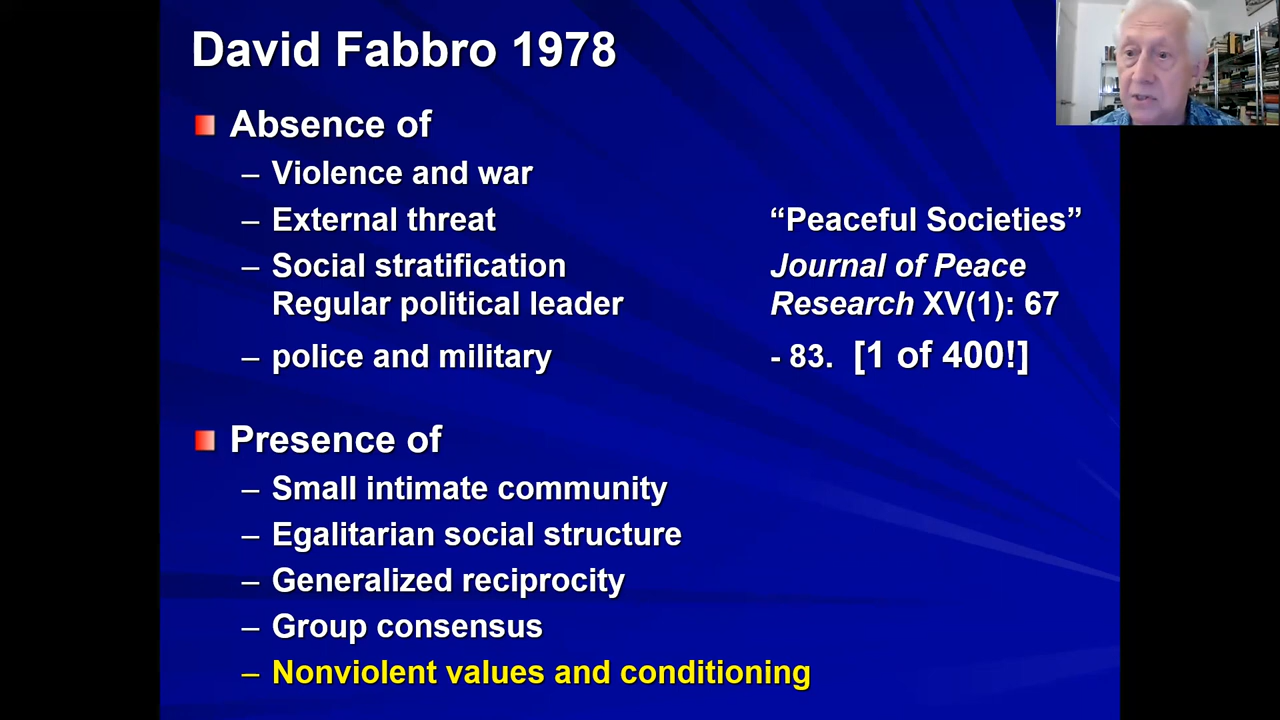 David Fabbro 1978
Absence of
– Violence and war
– External threat
– Social stratification
Regular political leader
– police and military
“Peaceful Societies”
Journal of Peace
Research XV(1): 67
- 83. [1 of 400!]
Presence of
– Small intimate community
– Egalitarian social structure
– Generalized reciprocity
– Group consensus
– Nonviolent values and conditioning